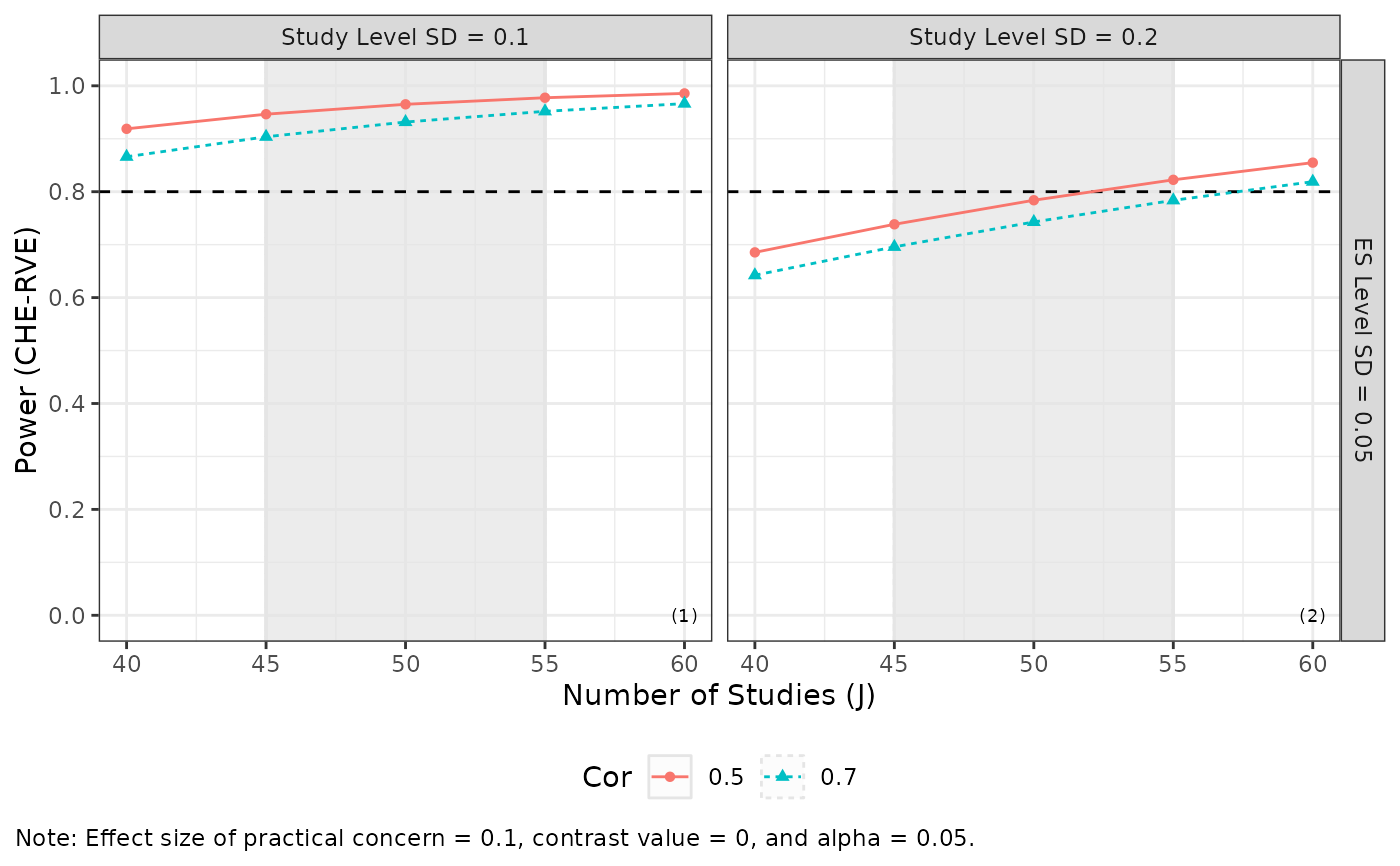 Study Level SD = 0.1
Study Level SD = 0.2
Power (CHE-RVE)
1.0
0.8
0.6
0.4
0.2
0.0
ES Level SD = 0.05
(1)
(2)
40 45 50 55 60
40 45 50 55 60
Number of Studies (J)
Cor 0.5 0.7
Note: Effect size of practical concern = 0.1, contrast value = 0, and alpha = 0.05.